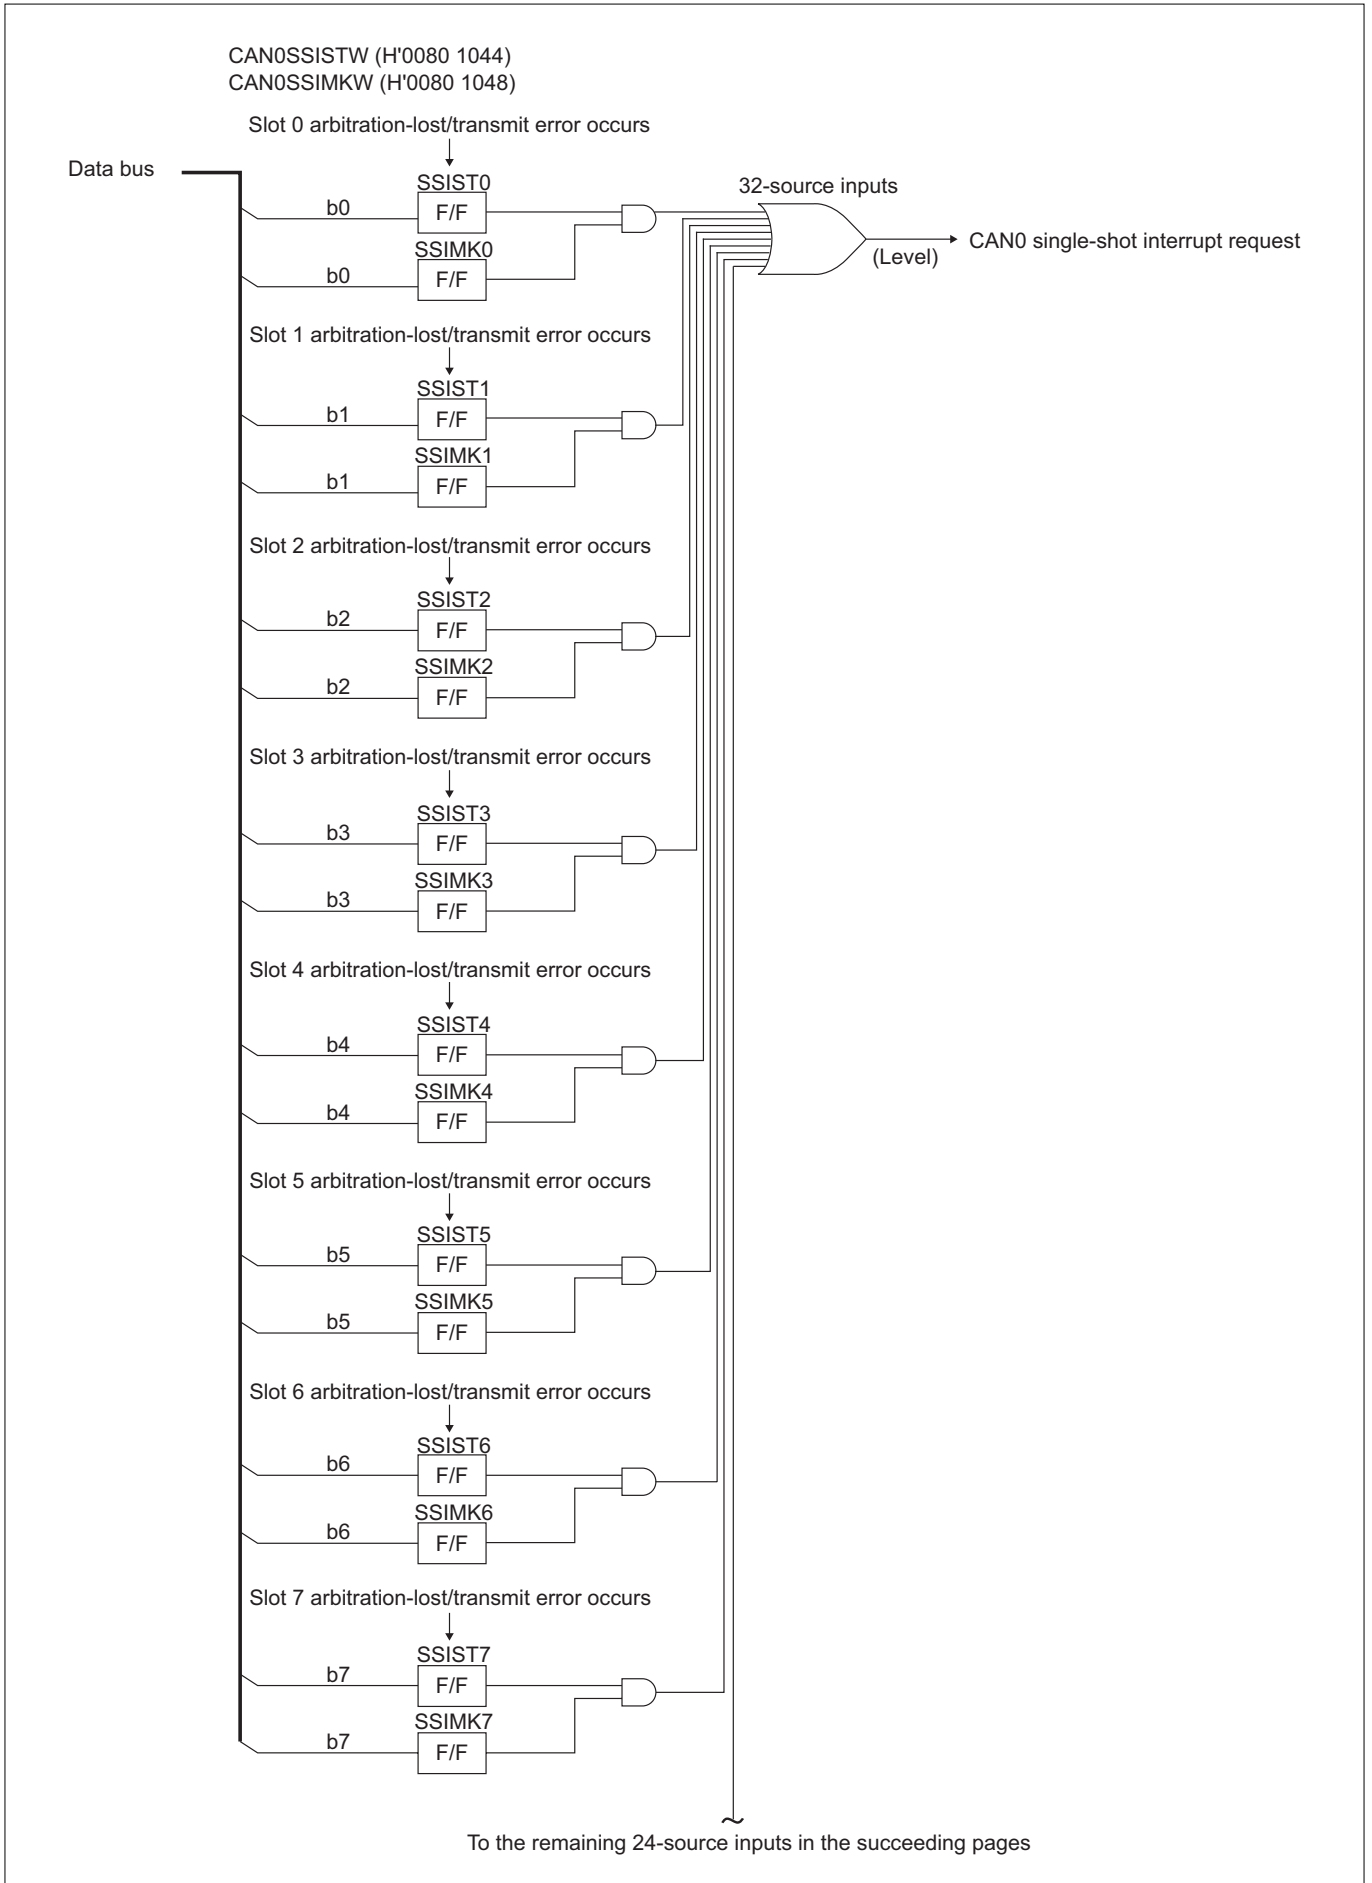 CAN0SSISTW (H'0080 1044)
CAN0SSIMKW (H'0080 1048)
Slot 0 arbitration-lost/transmit error occurs
Data bus
SSIST0
32-source inputs
b0
F/F
CAN0 single-shot interrupt request
(Level)
SSIMK0
b0
F/F
Slot 1 arbitration-lost/transmit error occurs
SSIST1
b1
F/F
SSIMK1
b1
F/F
Slot 2 arbitration-lost/transmit error occurs
SSIST2
b2
F/F
SSIMK2
b2
F/F
Slot 3 arbitration-lost/transmit error occurs
SSIST3
b3
F/F
SSIMK3
b3
F/F
Slot 4 arbitration-lost/transmit error occurs
SSIST4
b4
F/F
SSIMK4
b4
F/F
Slot 5 arbitration-lost/transmit error occurs
SSIST5
b5
F/F
SSIMK5
b5
F/F
Slot 6 arbitration-lost/transmit error occurs
SSIST6
b6
F/F
SSIMK6
b6
F/F
Slot 7 arbitration-lost/transmit error occurs
SSIST7
b7
F/F
SSIMK7
b7
F/F
To the remaining 24-source inputs in the succeeding pages